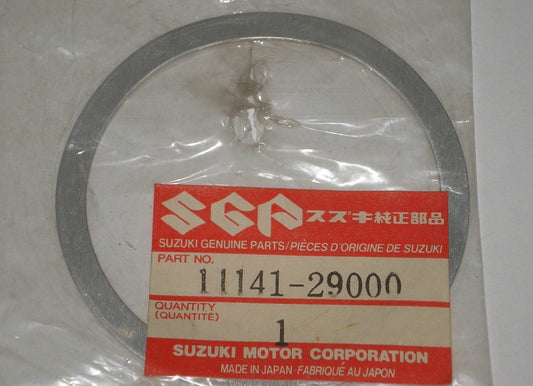 SGP スズキ純正部品
SUZUKI GENUINE PARTS/PIÈCES D'ORIGINE DE SUZUKI
PART NO.
11141-29000
QUANTITY
(QUANTITÉ)
1
SUZUKI MOTOR CORPORATION
MADE IN JAPAN·FABRIQUÉ AU JAPON